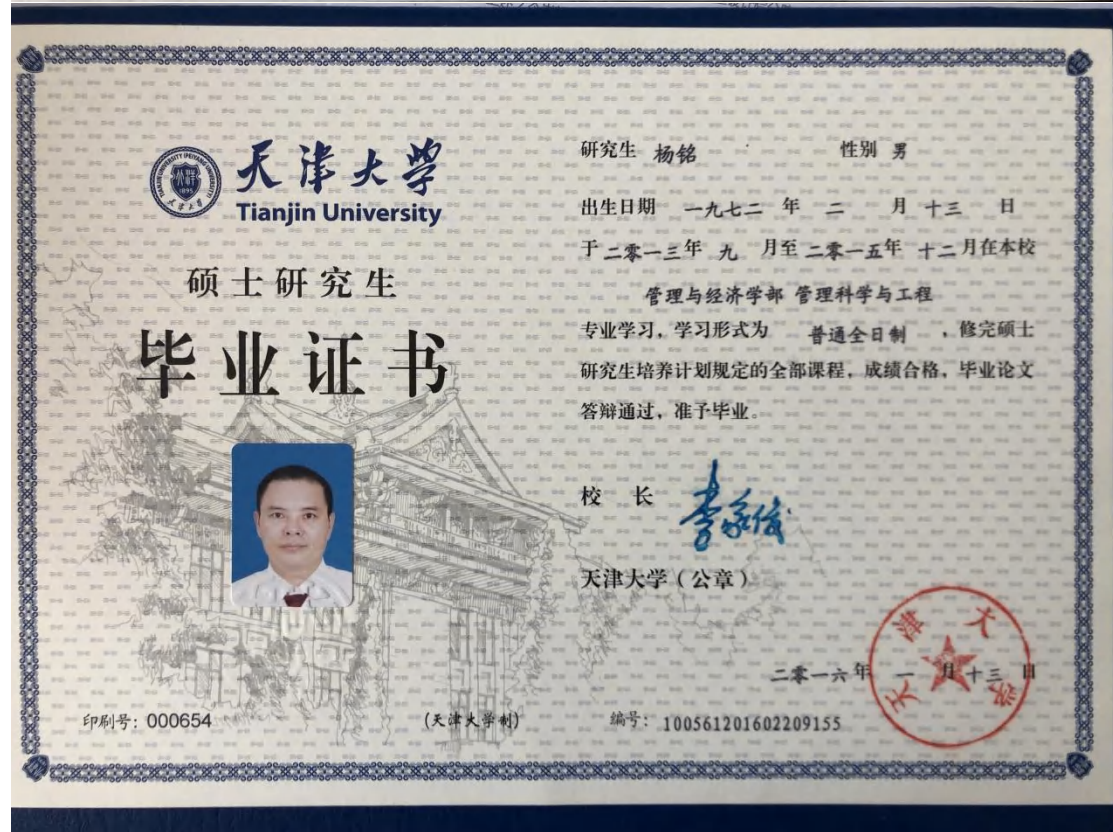 天津大学
Tianjin University
硕士研究生
毕业证书
印刷号：000654
(天津大学制)
研究生 杨铭 性别 男
出生日期 一九七二 年 二 月 十三 日
于 二零一三年 九 月至 二零一五年 十二月在本校
管理与经济学部 管理科学与工程
专业学习，学习形式为 普通全日制 ，修完硕士
研究生培养计划规定的全部课程，成绩合格，毕业论文
答辩通过，准予毕业。
校 长 李家俊
天津大学（公章）
二零一六年 一 月 十三 日
天津大学
编号： 100561201602209155